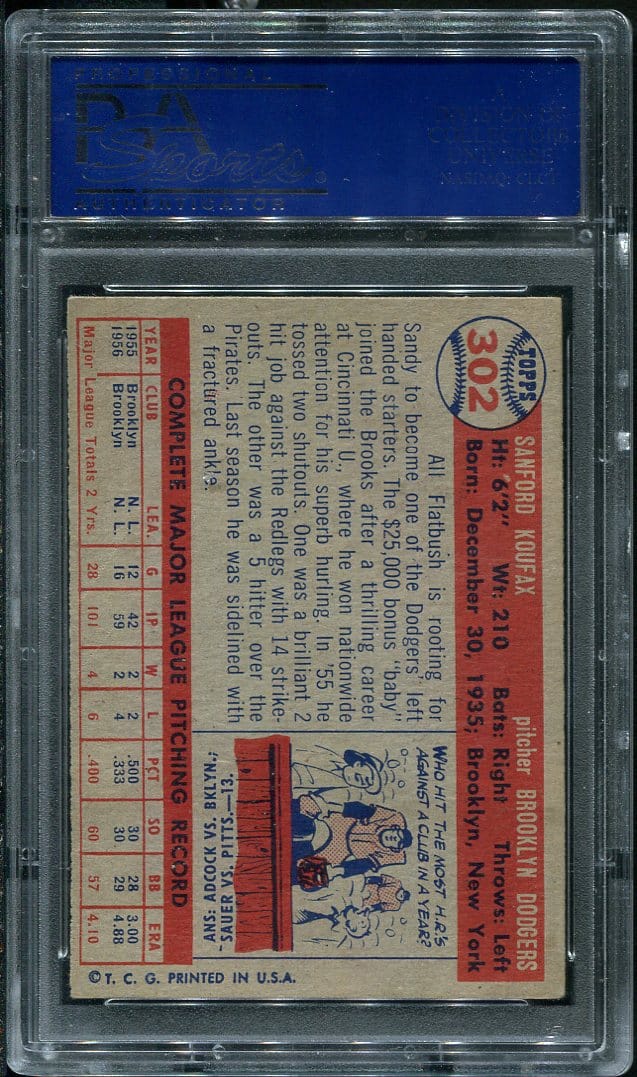 PROFESSIONAL
PSA
Sports®
AUTHENTICATOR
A
DIVISION OF
COLLECTORS
UNIVERSE
NASDAQ: CLCT
TOPPS
302
SANFORD KOUFAX pitcher BROOKLYN DODGERS
Ht: 6'2" Wt: 210 Bats: Right Throws: Left
Born: December 30, 1935; Brooklyn, New York
All Flatbush is rooting for
Sandy to become one of the Dodgers' left
handed starters. The $25,000 bonus "baby"
joined the Brooks after a thrilling career
at Cincinnati U., where he won nationwide
attention for his superb hurling. In '55 he
tossed two shutouts. One was a brilliant 2
hit job against the Redlegs with 14 strike-
outs. The other was a 5 hitter over the
Pirates. Last season he was sidelined with
a fractured ankle.
WHO HIT THE MOST H.R.'S
AGAINST A CLUB IN A YEAR?
ANS: ADCOCK VS. BKLYN.;
SAUER VS. PITTS.—13.
COMPLETE MAJOR LEAGUE PITCHING RECORD
YEAR CLUB LEA. G IP W L PCT SO BB ERA
1955 Brooklyn N. L. 12 42 2 2 .500 30 28 3.00
1956 Brooklyn N. L. 16 59 2 4 .333 30 29 4.88
Major League Totals 2 Yrs. 28 101 4 6 .400 60 57 4.10
© T. C. G. PRINTED IN U.S.A.